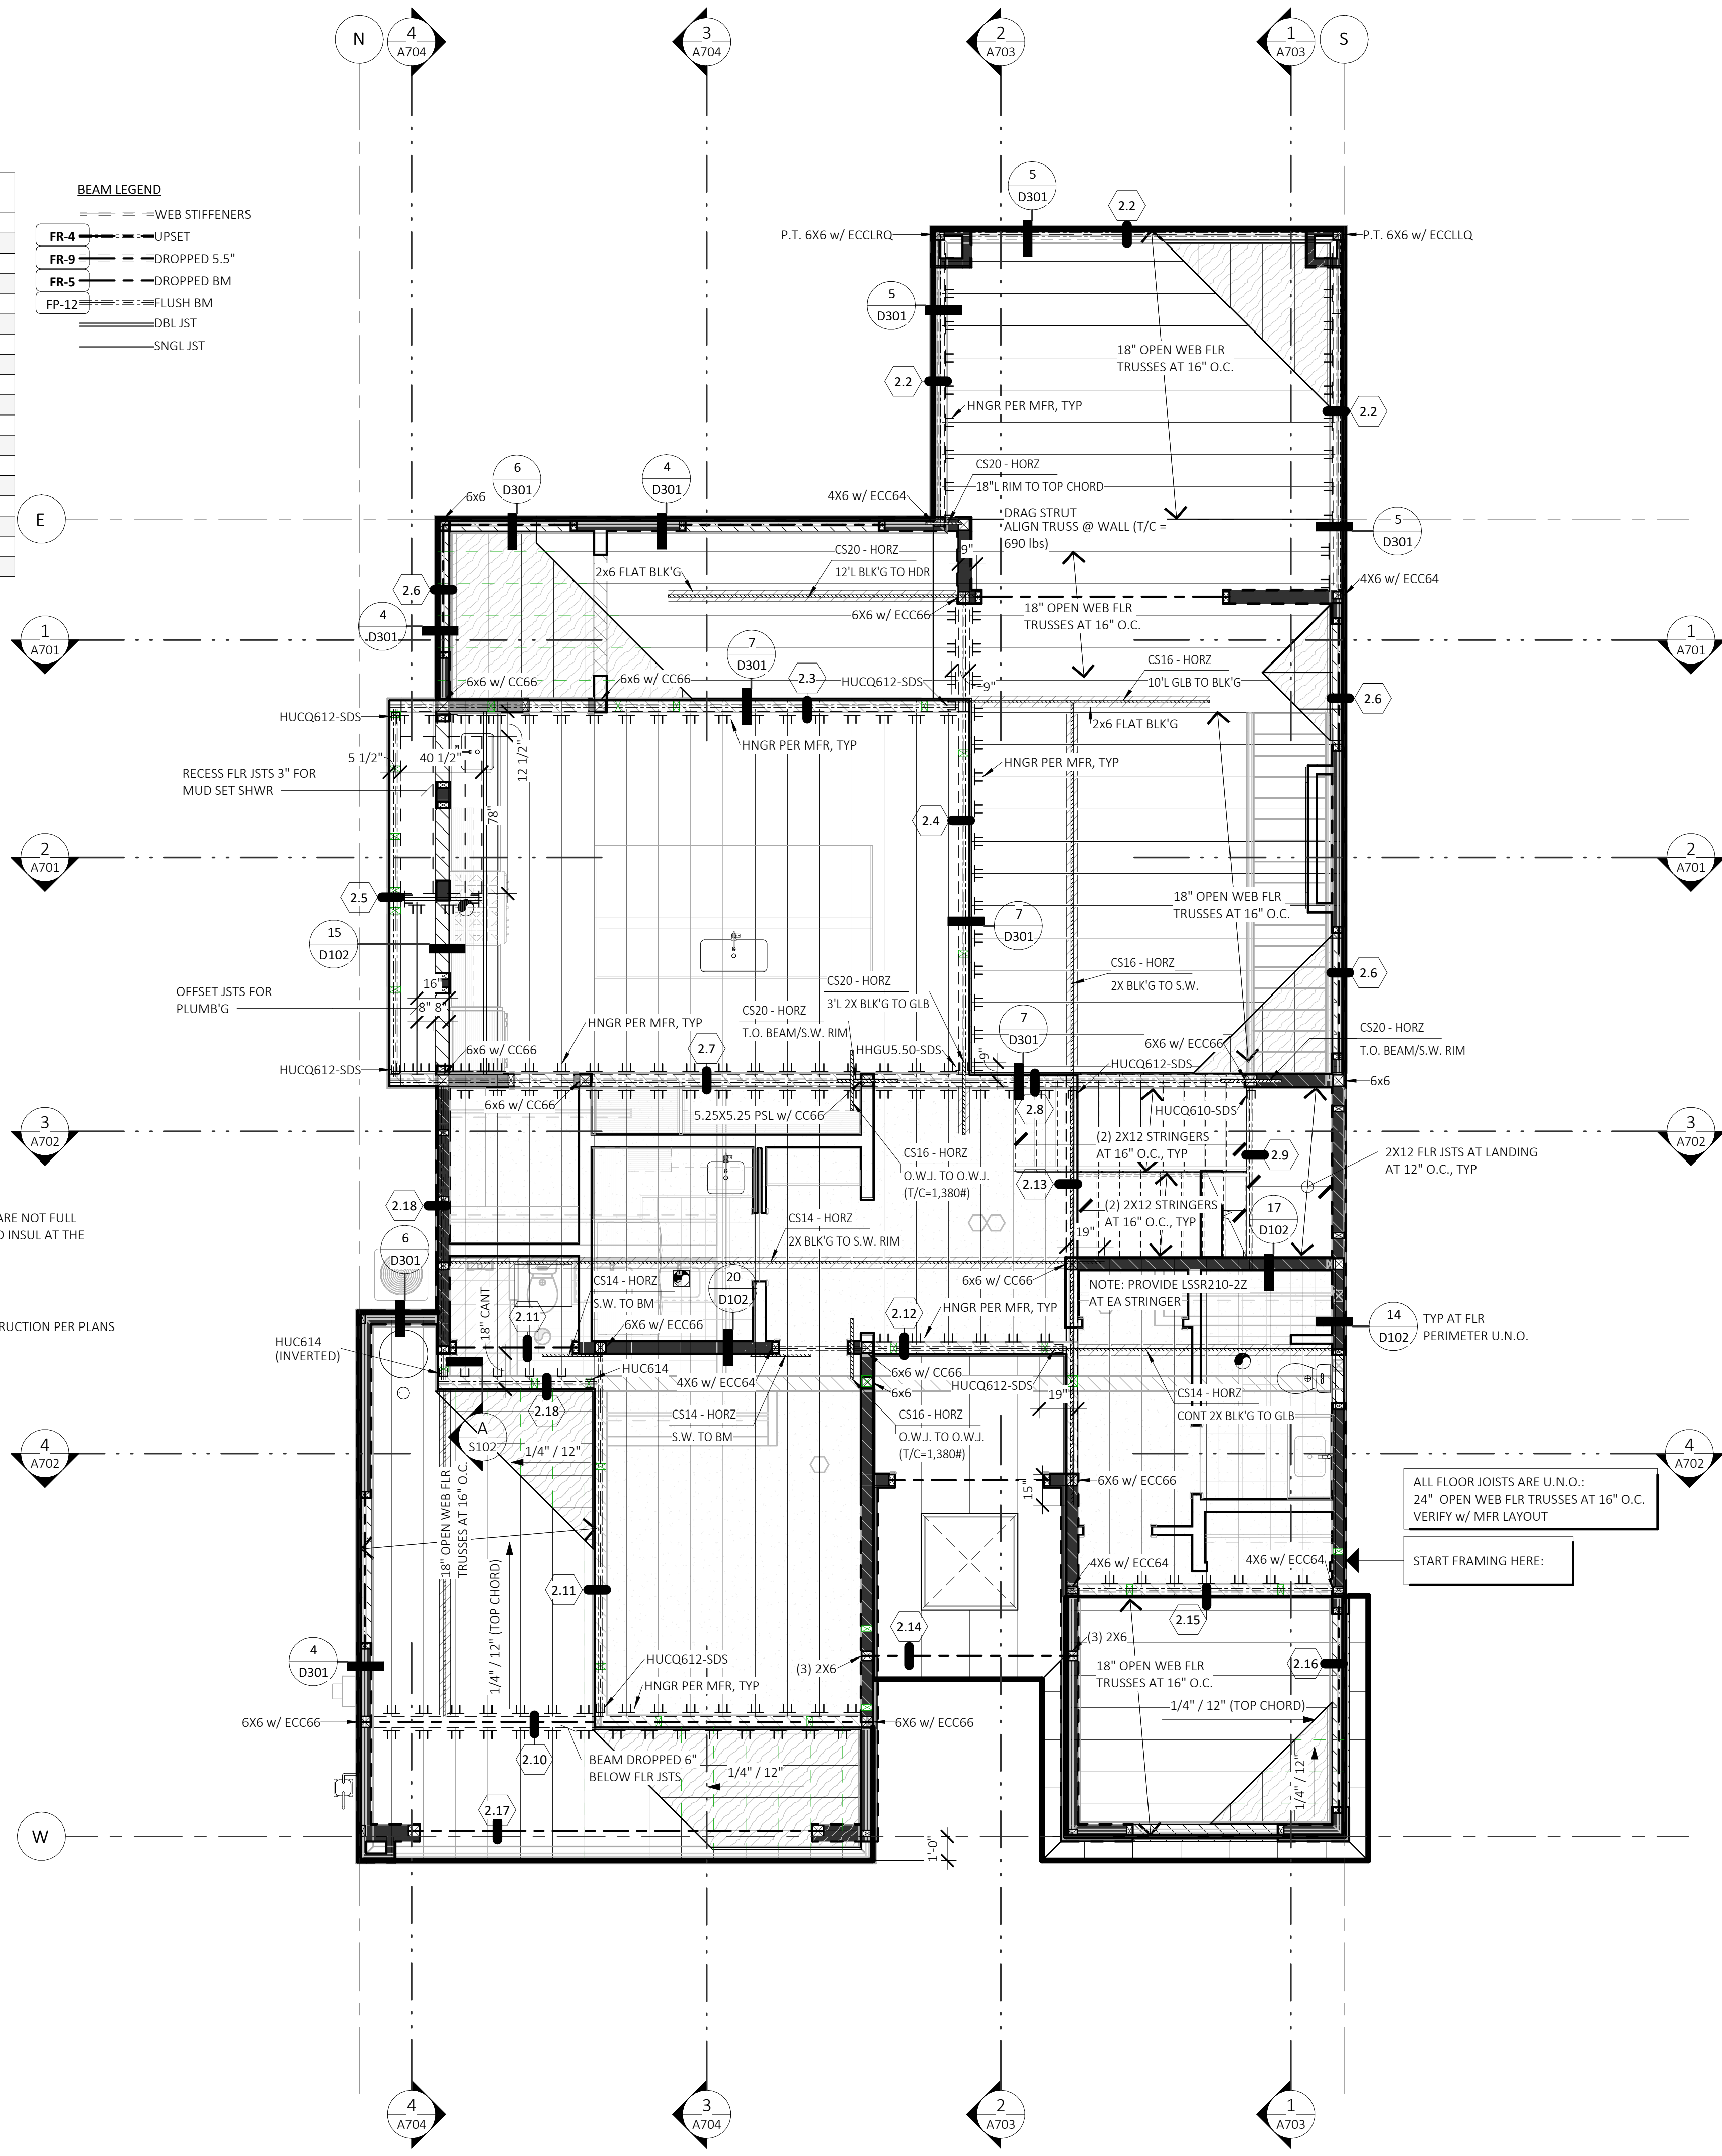 N
4
A704
3
A704
2
A703
1
A703
S
BEAM LEGEND
WEB STIFFENERS
FR-4
UPSET
FR-9
DROPPED 5.5"
FR-5
DROPPED BM
FP-12
FLUSH BM
DBL JST
SNGL JST
5
D301
2.2
P.T. 6X6 w/ ECCLRQ
P.T. 6X6 w/ ECCLLQ
5
D301
18" OPEN WEB FLR
TRUSSES AT 16" O.C.
2.2
HNGR PER MFR, TYP
2.2
CS20 - HORZ
18"L RIM TO TOP CHORD
6
D301
4
D301
6x6
4X6 w/ ECC64
E
DRAG STRUT
ALIGN TRUSS @ WALL (T/C =
690 lbs)
5
D301
CS20 - HORZ
12'L BLK'G TO HDR
9"
2x6 FLAT BLK'G
4X6 w/ ECC64
2.6
6X6 w/ ECC66
18" OPEN WEB FLR
TRUSSES AT 16" O.C.
4
D301
1
A701
1
A701
7
D301
CS16 - HORZ
10'L GLB TO BLK'G
6x6 w/ CC66
6x6 w/ CC66
2.3
HUCQ612-SDS
9"
2.6
HUCQ612-SDS
2x6 FLAT BLK'G
HNGR PER MFR, TYP
5 1/2"
40 1/2"
12 1/2"
HNGR PER MFR, TYP
RECESS FLR JSTS 3" FOR
MUD SET SHWR
78"
2.4
2
A701
2
A701
2.5
18" OPEN WEB FLR
TRUSSES AT 16" O.C.
15
D102
7
D301
CS16 - HORZ
2X BLK'G TO S.W.
2.6
16"
CS20 - HORZ
3'L 2X BLK'G TO GLB
OFFSET JSTS FOR
PLUMB'G
8"
8"
CS20 - HORZ
T.O. BEAM/S.W. RIM
HNGR PER MFR, TYP
7
D301
CS20 - HORZ
T.O. BEAM/S.W. RIM
6x6 w/ CC66
2.7
HHGU5.50-SDS
9"
6X6 w/ ECC66
HUCQ612-SDS
HUCQ612-SDS
6x6
6x6 w/ CC66
5.25X5.25 PSL w/ CC66
2.8
HUCQ610-SDS
3
A702
3
A702
(2) 2X12 STRINGERS
AT 16" O.C., TYP
2.9
2X12 FLR JSTS AT LANDING
AT 12" O.C., TYP
CS16 - HORZ
O.W.J. TO O.W.J.
(T/C=1,380#)
2.13
2.18
(2) 2X12 STRINGERS
AT 16" O.C., TYP
17
D102
ARE NOT FULL
INSUL AT THE
CS14 - HORZ
2X BLK'G TO S.W. RIM
19"
6
D301
CS14 - HORZ
S.W. TO BM
20
D102
6x6 w/ CC66
NOTE: PROVIDE LSSR210-2Z
AT EA STRINGER
18" CANT
2.11
2.12
HNGR PER MFR, TYP
14
D102
TYP AT FLR
PERIMETER U.N.O.
RUCTION PER PLANS
6X6 w/ ECC66
HUC614
(INVERTED)
HUC614
4X6 w/ ECC64
6x6 w/ CC66
6x6
HUCQ612-SDS
19"
CS14 - HORZ
CONT 2X BLK'G TO GLB
2.18
CS14 - HORZ
S.W. TO BM
CS16 - HORZ
O.W.J. TO O.W.J.
(T/C=1,380#)
A
S102
1/4" / 12"
4
A702
4
A702
18" OPEN WEB FLR
TRUSSES AT 16" O.C.
6X6 w/ ECC66
15"
ALL FLOOR JOISTS ARE U.N.O.:
24" OPEN WEB FLR TRUSSES AT 16" O.C.
VERIFY w/ MFR LAYOUT
START FRAMING HERE:
4X6 w/ ECC64
4X6 w/ ECC64
2.11
1/4" / 12" (TOP CHORD)
2.14
2.15
(3) 2X6
4
D301
HUCQ612-SDS
(3) 2X6
18" OPEN WEB FLR
TRUSSES AT 16" O.C.
2.16
HNGR PER MFR, TYP
1/4" / 12" (TOP CHORD)
6X6 w/ ECC66
6X6 w/ ECC66
2.10
BEAM DROPPED 6"
BELOW FLR JSTS
1/4" / 12"
1/4" / 12"
2.17
W
1'-0"
4
A704
3
A704
2
A703
1
A703